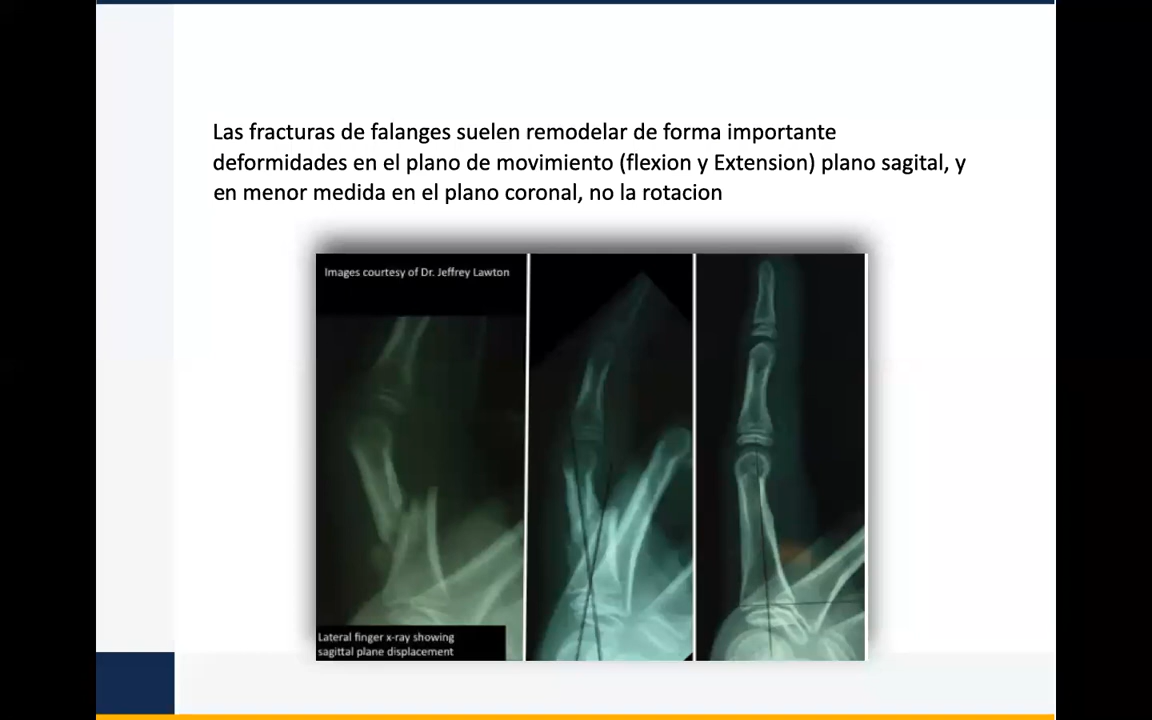 Las fracturas de falanges suelen remodelar de forma importante
deformidades en el plano de movimiento (flexion y Extension) plano sagital, y
en menor medida en el plano coronal, no la rotacion
Images courtesy of Dr. Jeffrey Lawton
Lateral finger x-ray showing
sagittal plane displacement